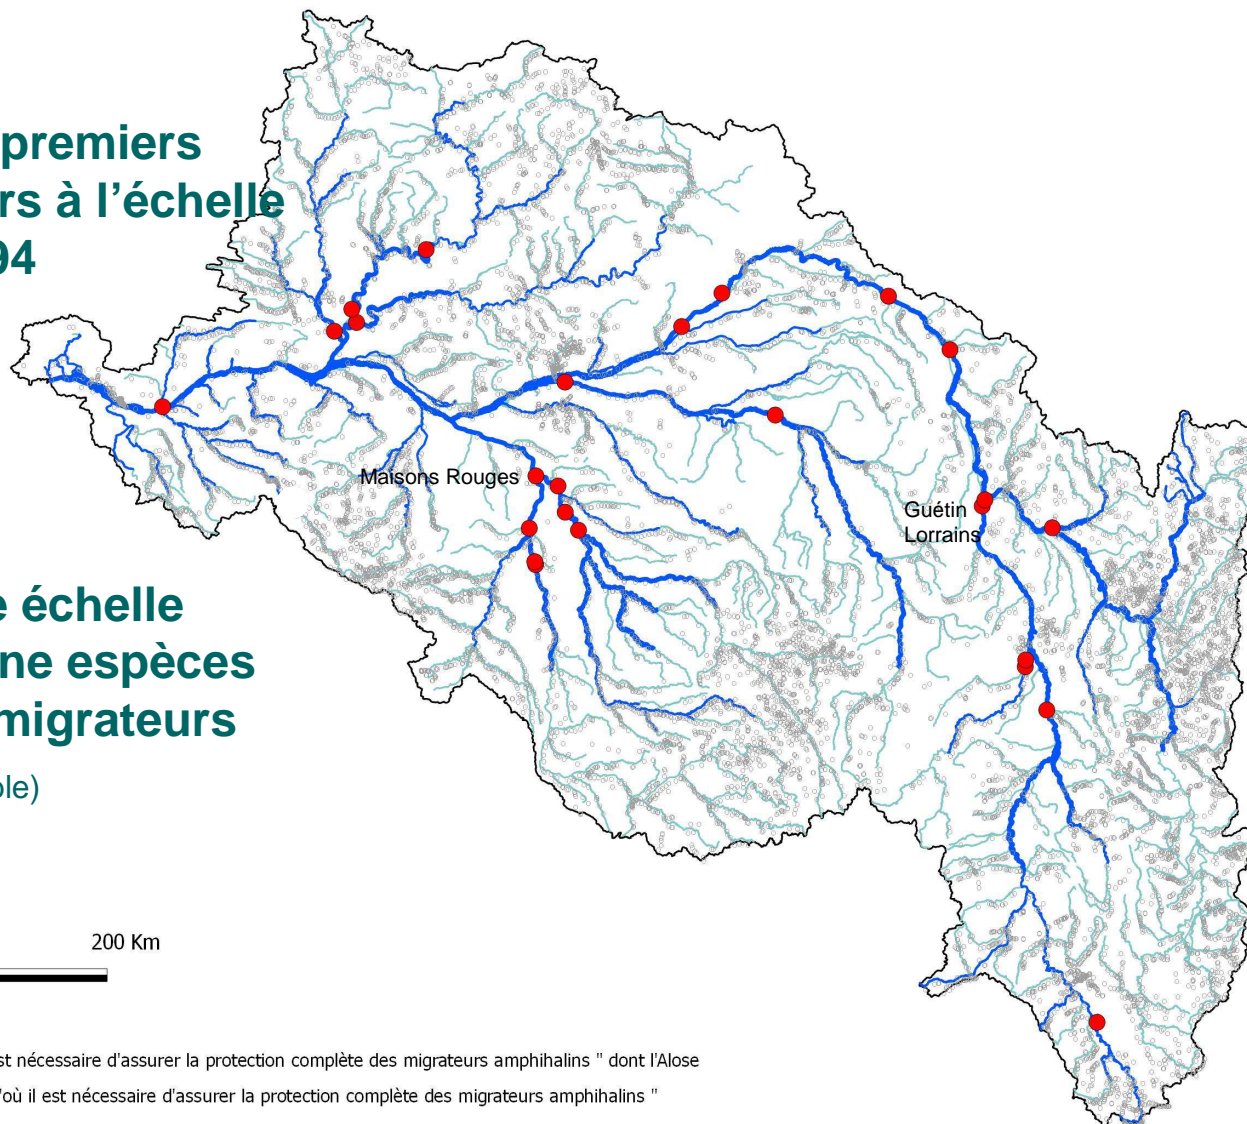 premiers
rs à l'échelle
94
Maisons Rouges
Guétin
Lorrains
e échelle
ne espèces
migrateurs
ole)
200 Km
st nécessaire d'assurer la protection complète des migrateurs amphihalins " dont l'Alose
'où il est nécessaire d'assurer la protection complète des migrateurs amphihalins "